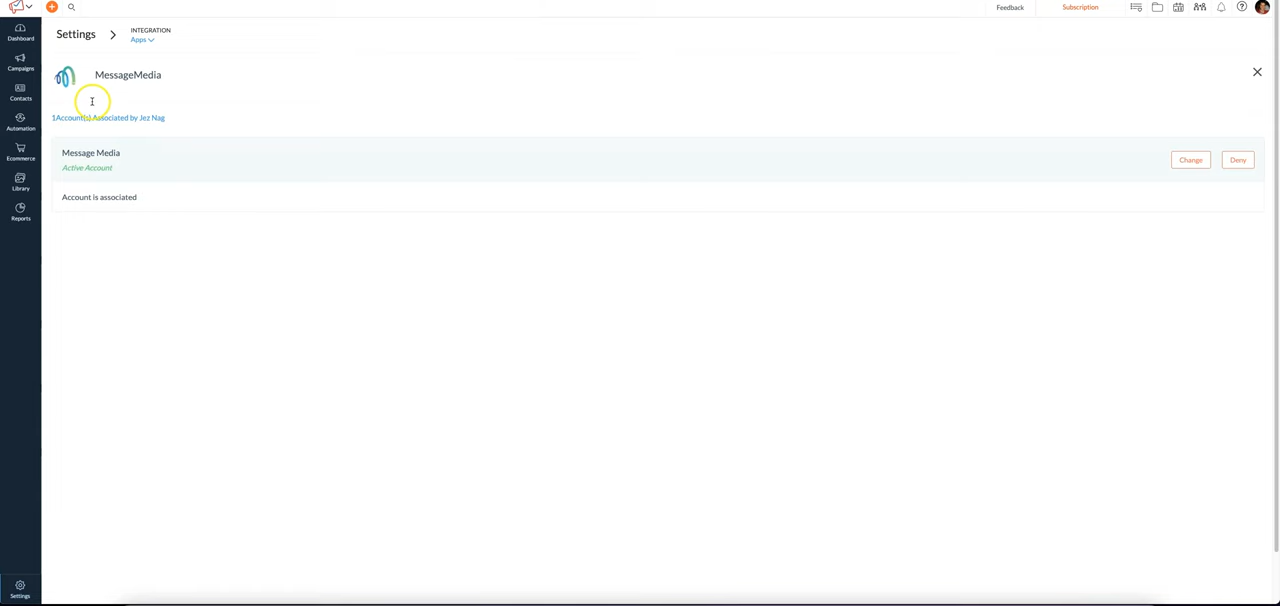 Feedback
Subscription
Settings
INTEGRATION
Apps
Dashboard
Campaigns
Contacts
Automation
Ecommerce
Library
Reports
Settings
MessageMedia
1Account(s) Associated by Jez Nag
Message Media
Active Account
Change
Deny
Account is associated